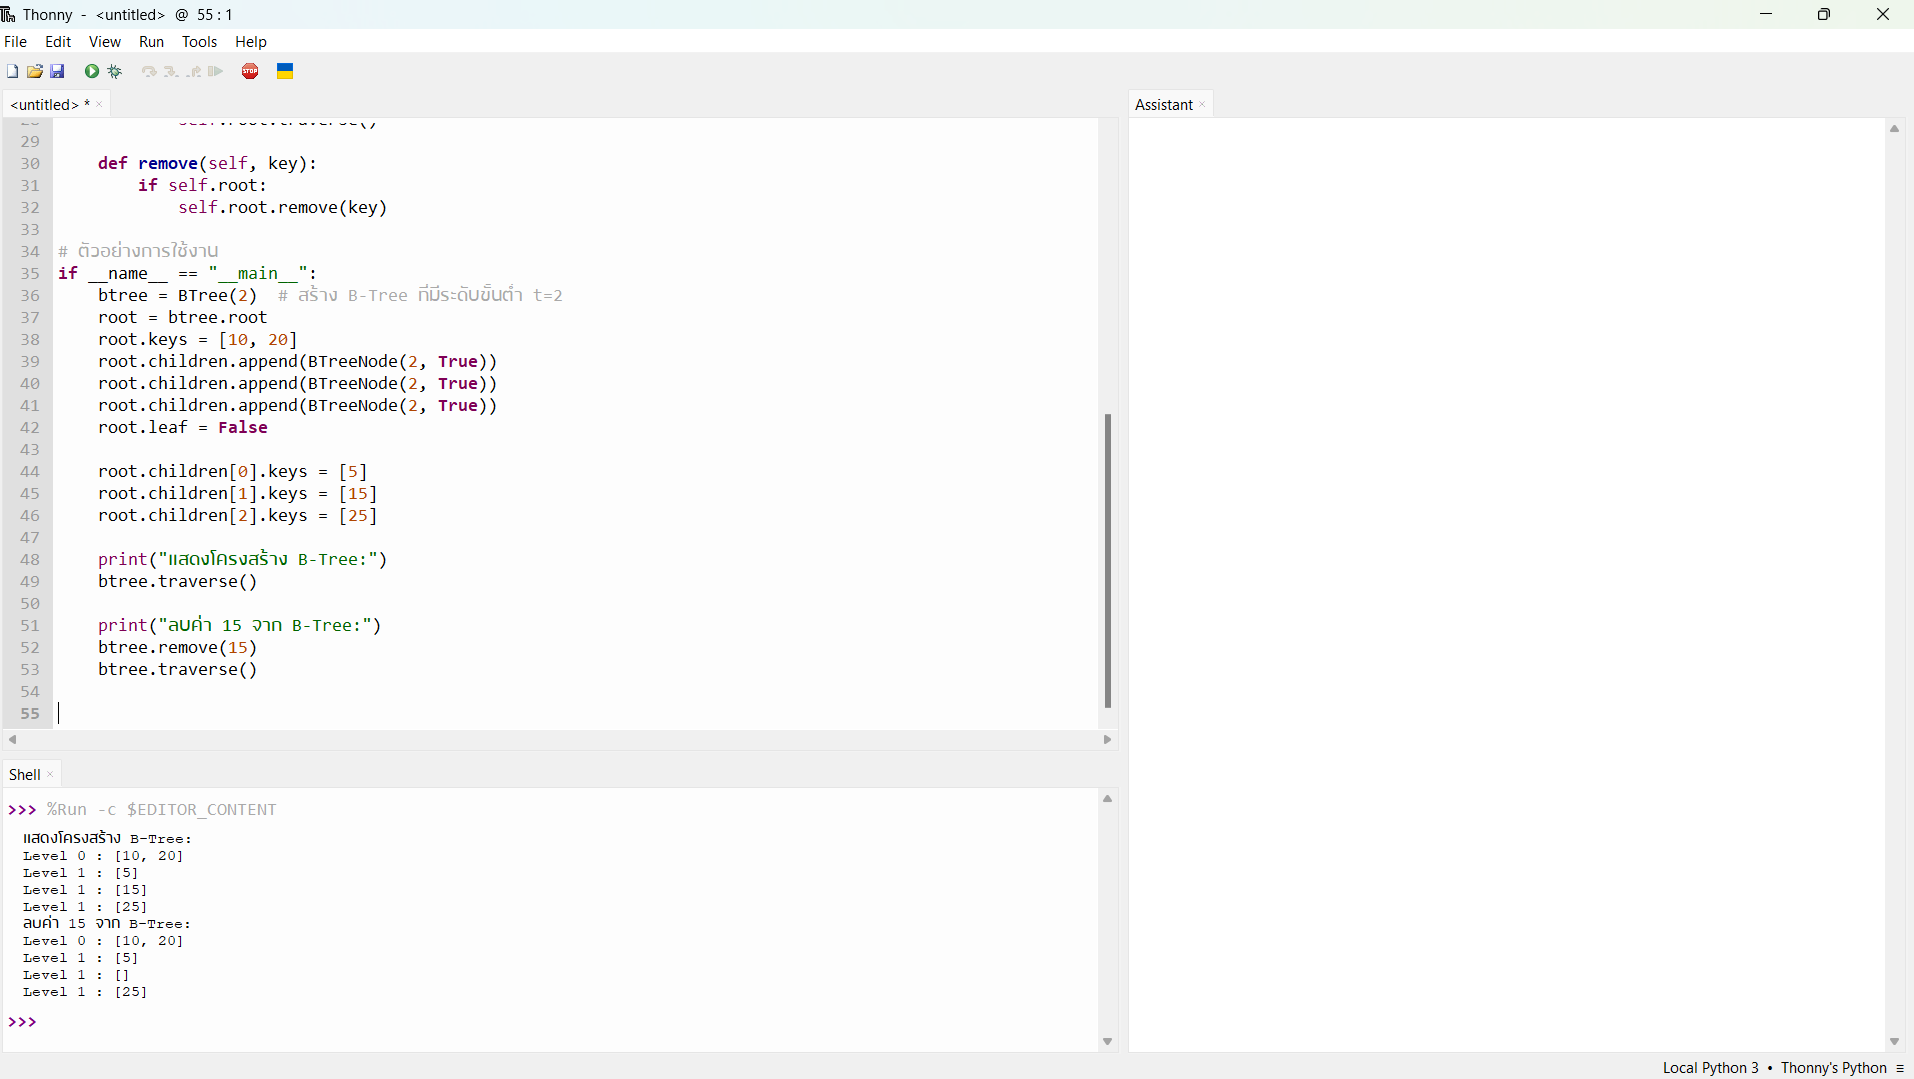 Thonny - <untitled> @ 55 : 1
File Edit View Run Tools Help
STOP
<untitled> * ×
Assistant ×
28 self.root.traverse()
29
30 def remove(self, key):
31 if self.root:
32 self.root.remove(key)
33
34 # ตัวอย่างการใช้งาน
35 if __name__ == "__main__":
36 btree = BTree(2) # สร้าง B-Tree ที่มีระดับขั้นต่ำ t=2
37 root = btree.root
38 root.keys = [10, 20]
39 root.children.append(BTreeNode(2, True))
40 root.children.append(BTreeNode(2, True))
41 root.children.append(BTreeNode(2, True))
42 root.leaf = False
43
44 root.children[0].keys = [5]
45 root.children[1].keys = [15]
46 root.children[2].keys = [25]
47
48 print("แสดงโครงสร้าง B-Tree:")
49 btree.traverse()
50
51 print("ลบค่า 15 จาก B-Tree:")
52 btree.remove(15)
53 btree.traverse()
54
55
Shell ×
>>> %Run -c $EDITOR_CONTENT
แสดงโครงสร้าง B-Tree:
Level 0 : [10, 20]
Level 1 : [5]
Level 1 : [15]
Level 1 : [25]
ลบค่า 15 จาก B-Tree:
Level 0 : [10, 20]
Level 1 : [5]
Level 1 : []
Level 1 : [25]
>>>
Local Python 3 • Thonny's Python ≡